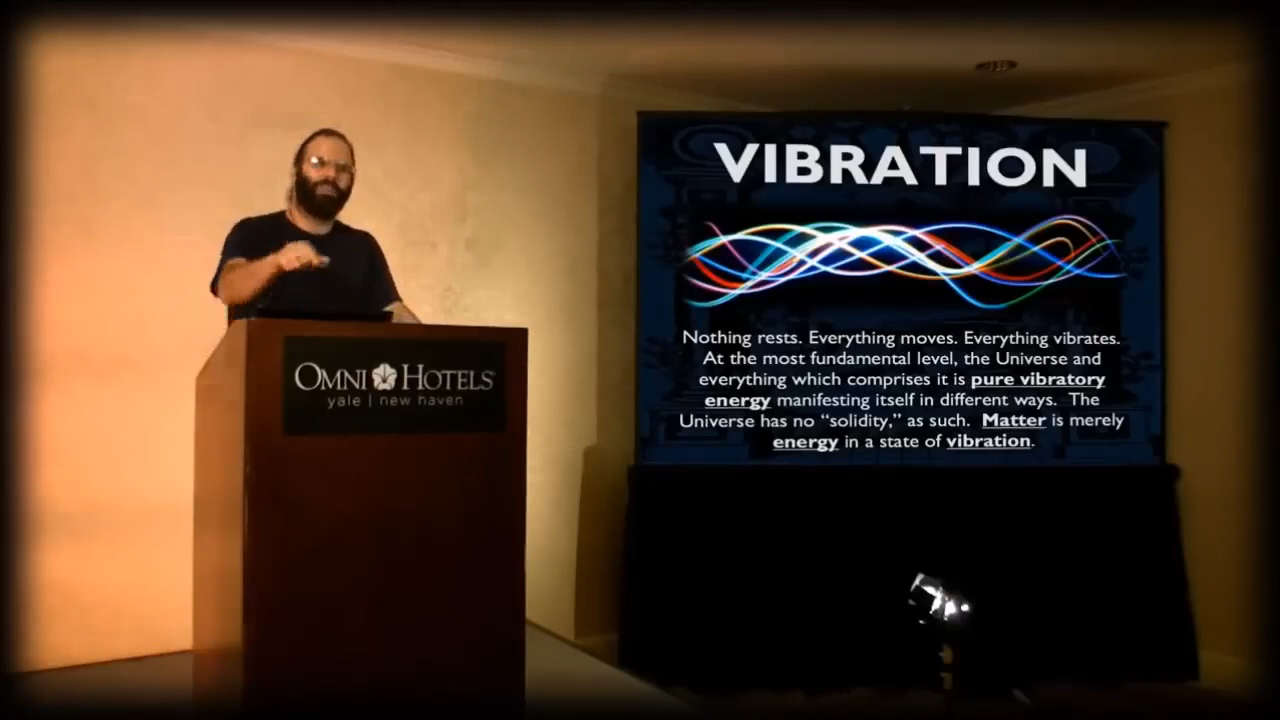 OMNI HOTELS
yale | new haven
VIBRATION
Nothing rests. Everything moves. Everything vibrates.
At the most fundamental level, the Universe and
everything which comprises it is pure vibratory
energy manifesting itself in different ways. The
Universe has no “solidity,” as such. Matter is merely
energy in a state of vibration.